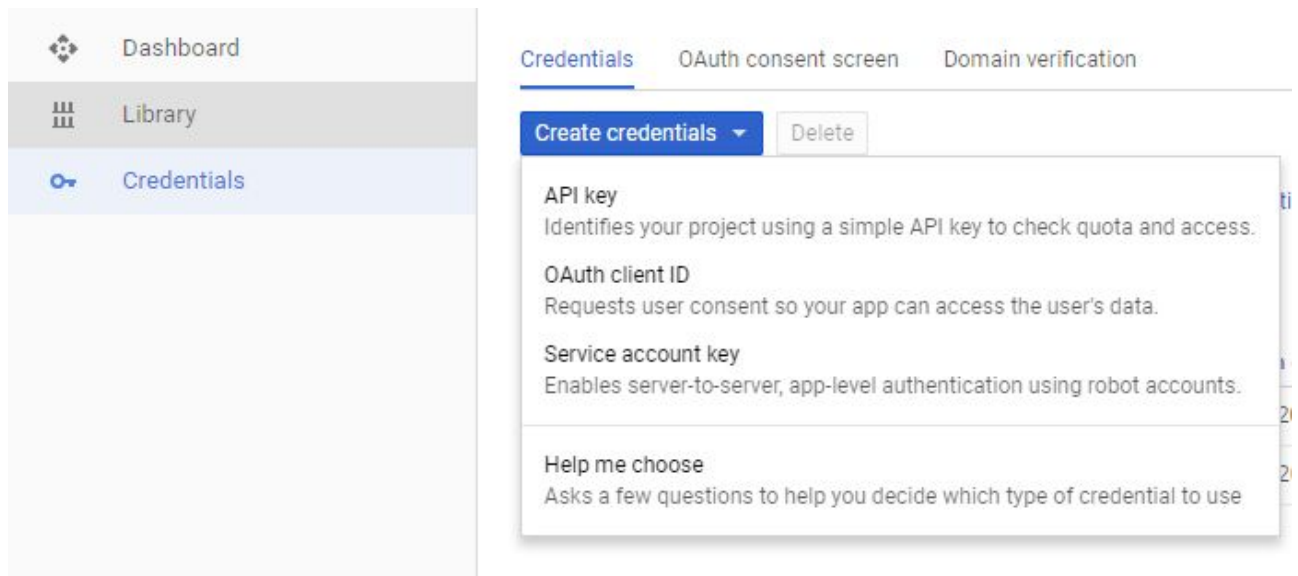 Dashboard
Library
Credentials
Credentials OAuth consent screen Domain verification
Create credentials Delete
API key
Identifies your project using a simple API key to check quota and access.
OAuth client ID
Requests user consent so your app can access the user's data.
Service account key
Enables server-to-server, app-level authentication using robot accounts.
Help me choose
Asks a few questions to help you decide which type of credential to use